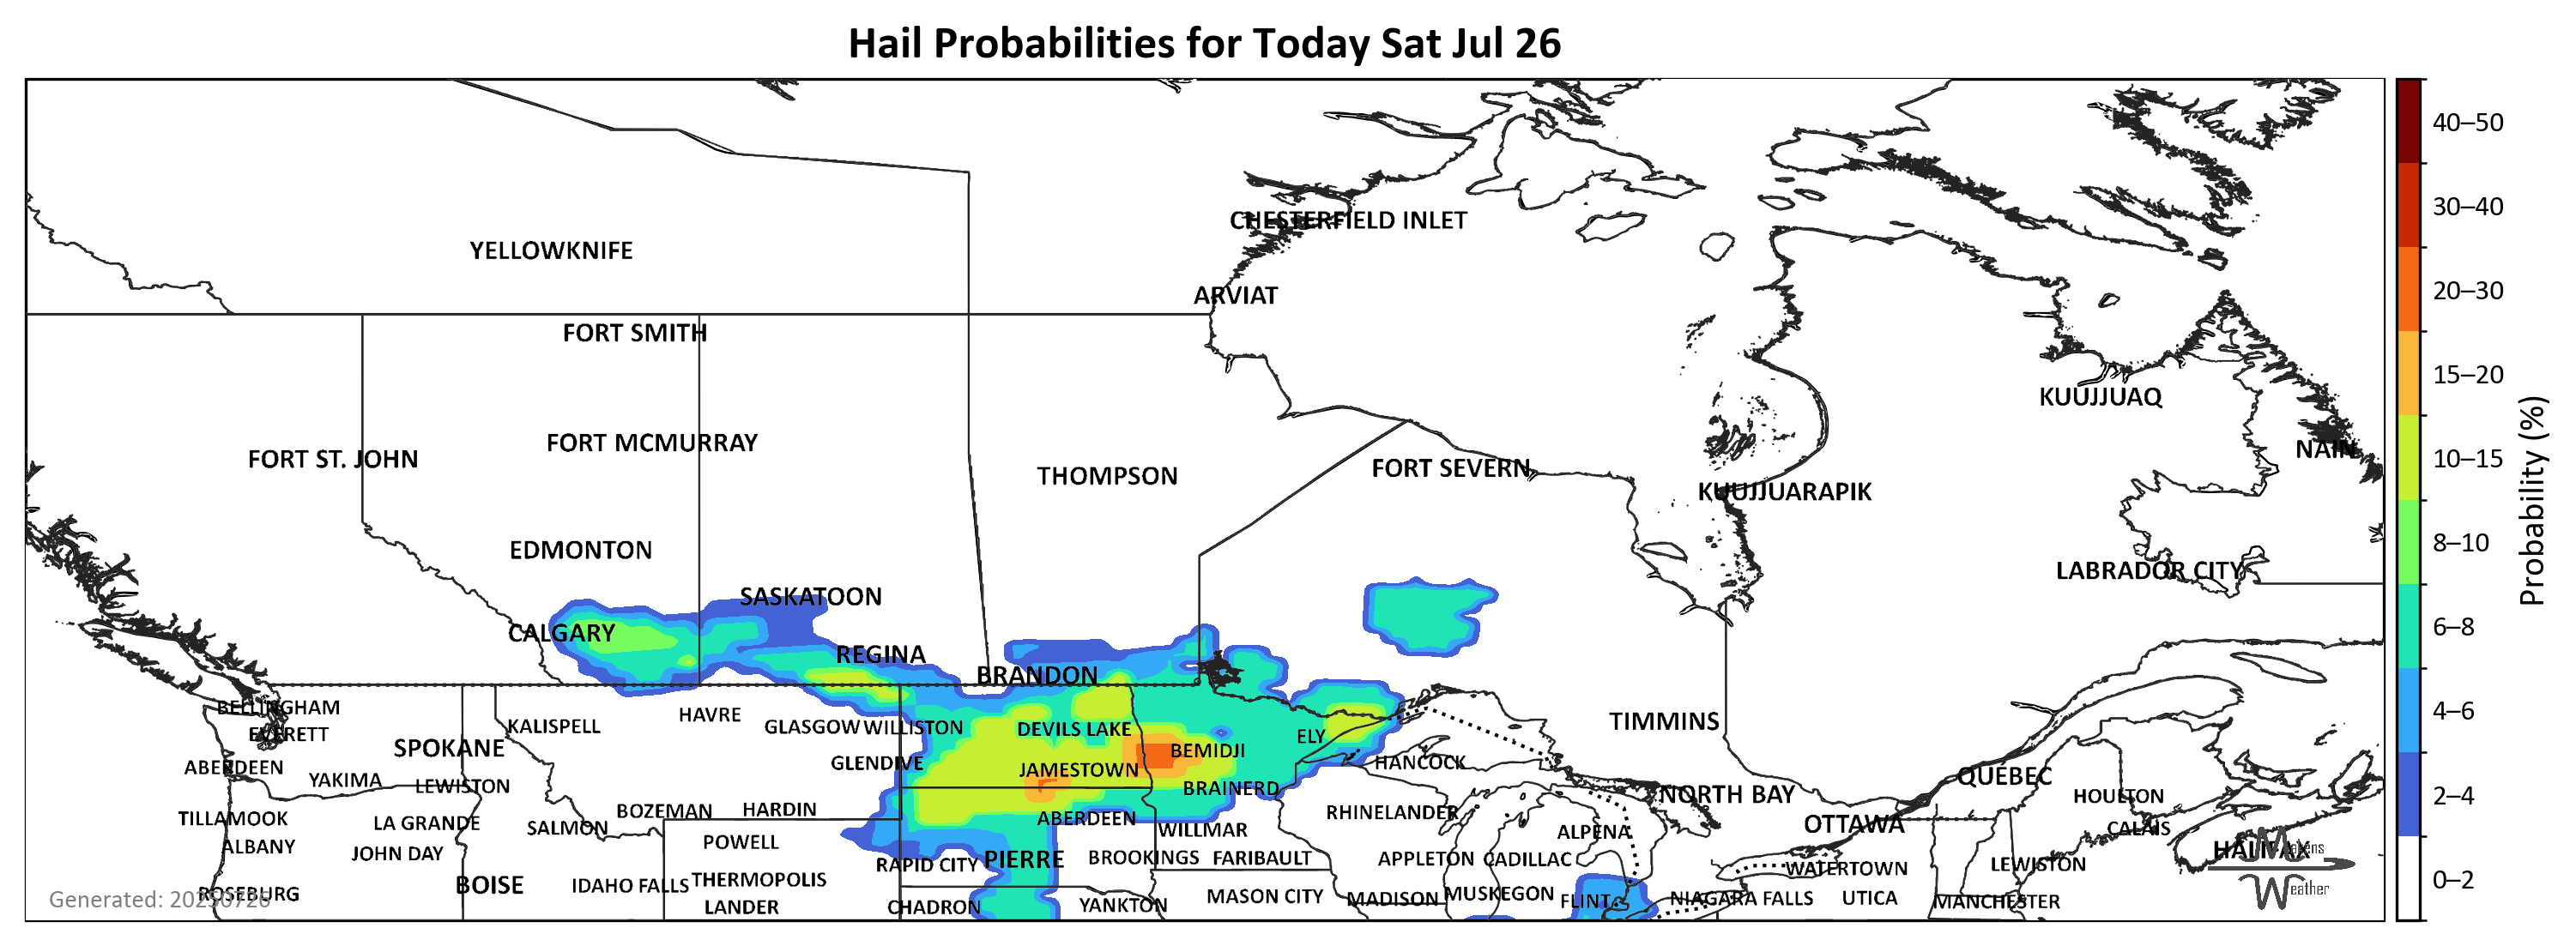 Hail Probabilities for Today Sat Jul 26
40–50
30–40
CHESTERFIELD INLET
YELLOWKNIFE
20–30
ARVIAT
FORT SMITH
15–20
KUUJJUAQ
FORT MCMURRAY
NAIN
FORT ST. JOHN
10–15
FORT SEVERN
THOMPSON
KUUJJUARAPIK
Probability (%)
8–10
EDMONTON
LABRADOR CITY
SASKATOON
6–8
CALGARY
REGINA
BRANDON
BELLINGHAM
HAVRE
4–6
TIMMINS
KALISPELL
GLASGOW
WILLISTON
DEVILS LAKE
EVERETT
ELY
SPOKANE
BEMIDJI
GLENDIVE
HANCOCK
ABERDEEN
JAMESTOWN
QUÉBEC
YAKIMA
LEWISTON
BRAINERD
NORTH BAY
HOULTON
2–4
BOZEMAN
HARDIN
RHINELANDER
TILLAMOOK
ABERDEEN
LA GRANDE
OTTAWA
SALMON
WILLMAR
CALAIS
ALPENA
POWELL
ALBANY
HALIFAX
Matens
JOHN DAY
PIERRE
BROOKINGS
FARIBAULT
APPLETON
CADILLAC
RAPID CITY
LEWISTON
WATERTOWN
0–2
THERMOPOLIS
BOISE
IDAHO FALLS
Weather
ROSEBURG
MUSKEGON
MASON CITY
Generated: 20250726
MADISON
NIAGARA FALLS
UTICA
FLINT
MANCHESTER
LANDER
CHADRON
YANKTON